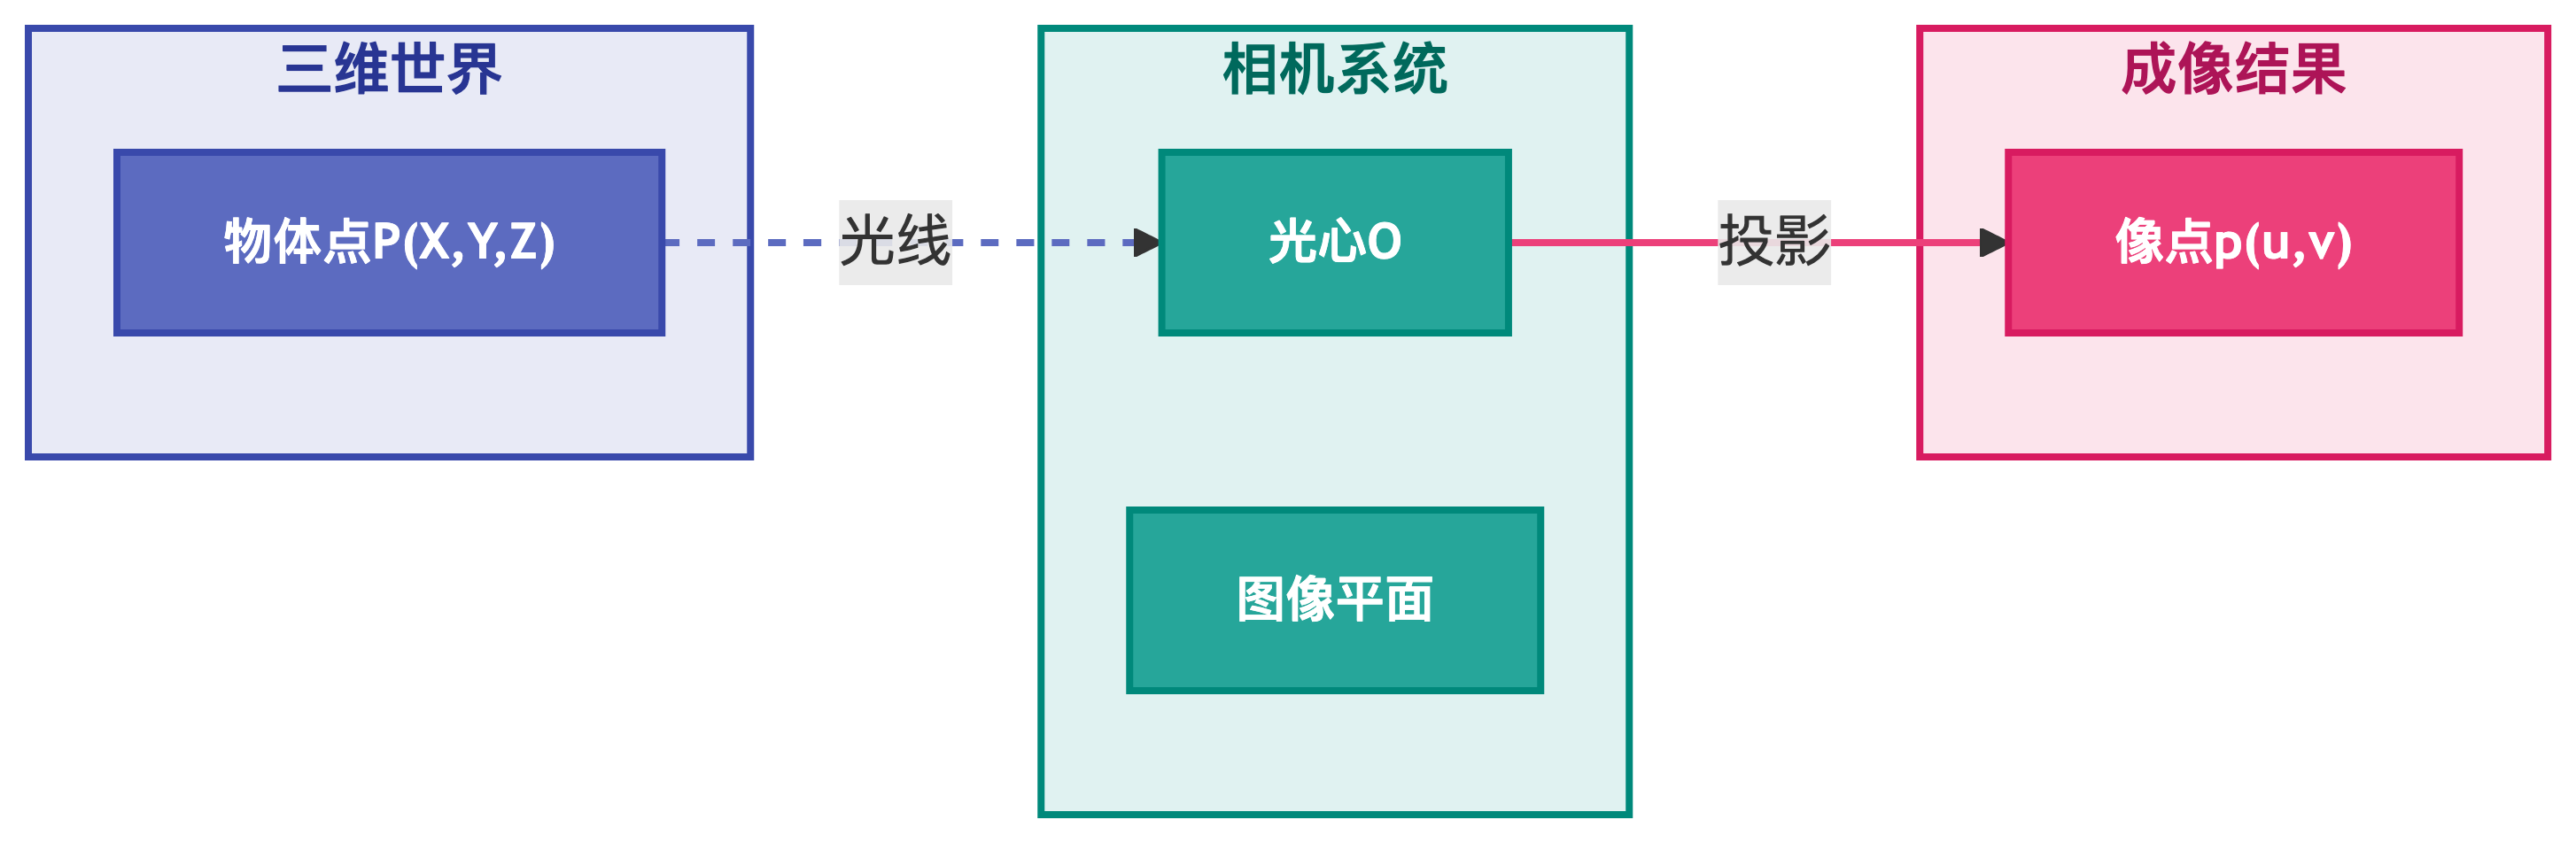 三维世界
物体点P(X,Y,Z)
光线
相机系统
光心O
图像平面
投影
成像结果
像点p(u,v)